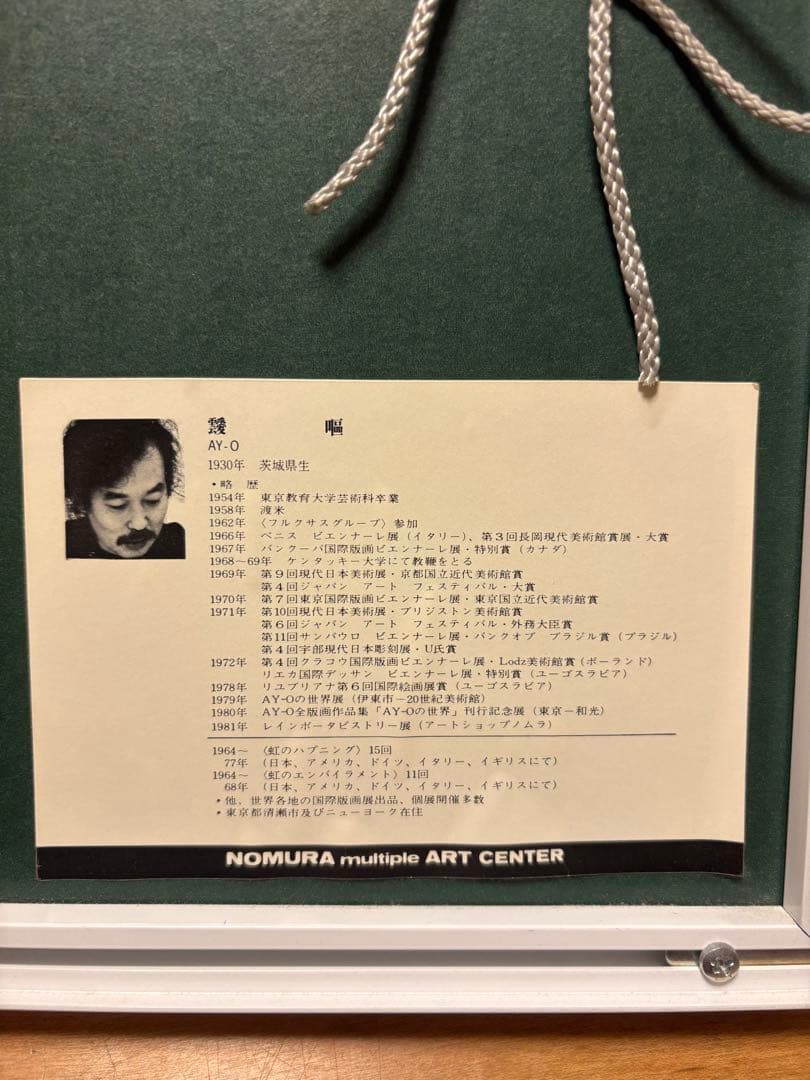 靉嘔
AY-O
1930年 茨城県生
・略 歴
1954年 東京教育大学芸術科卒業
1958年 渡米
1962年 〈フルクサスグループ〉参加
1966年 ベニス ビエンナーレ展(イタリー)、第3回長岡現代美術館賞展・大賞
1967年 バンクーバ国際版画ビエンナーレ展・特別賞(カナダ)
1968~69年 ケンタッキー大学にて教鞭をとる
1969年 第9回現代日本美術展・京都国立近代美術館賞
第4回ジャパン アート フェスティバル・大賞
1970年 第7回東京国際版画ビエンナーレ展・東京国立近代美術館賞
1971年 第10回現代日本美術展・ブリジストン美術館賞
第6回ジャパン アート フェスティバル・外務大臣賞
第11回サンパウロ ビエンナーレ展・バンクオブ ブラジル賞(ブラジル)
第4回宇部現代日本彫刻展・U氏賞
1972年 第4回クラコウ国際版画ビエンナーレ展・Lodz美術館賞(ポーランド)
リエカ国際デッサン ビエンナーレ展・特別賞(ユーゴスラビア)
1978年 リユブリアナ第6回国際絵画展賞(ユーゴスラビア)
1979年 AY-Oの世界展(伊東市-20世紀美術館)
1980年 AY-O全版画作品集「AY-Oの世界」刊行記念展(東京-和光)
1981年 レインボータピストリー展(アートショップノムラ)
1964~ 〈虹のハプニング〉15回
77年 (日本、アメリカ、ドイツ、イタリー、イギリスにて)
1964~ 〈虹のエンバイラメント〉11回
68年 (日本、アメリカ、ドイツ、イタリー、イギリスにて)
*他,世界各地の国際版画展出品、個展開催多数
*東京都清瀬市及びニューヨーク在住
NOMURA multiple ART CENTER